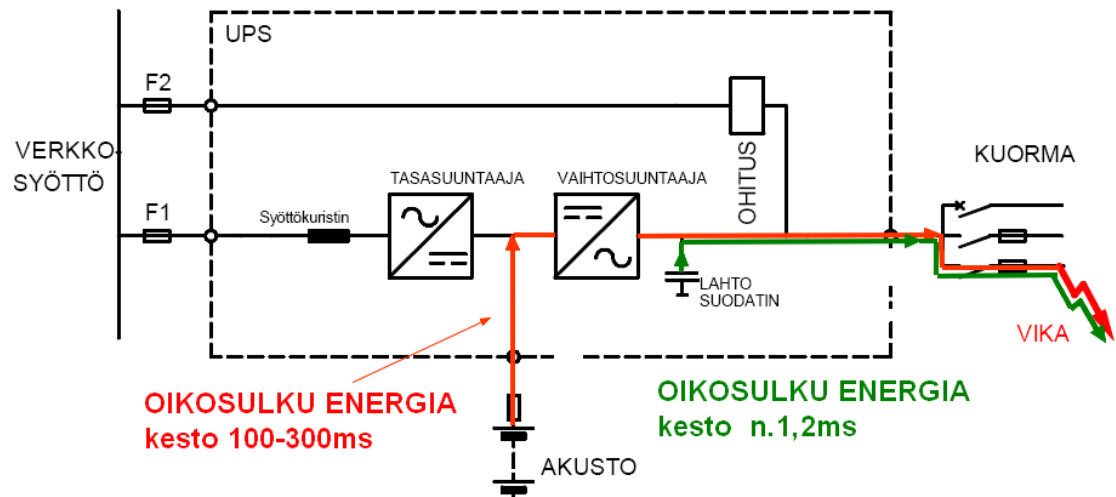 UPS
F2
VERKKO-
SYÖTTÖ
F1
Syöttökuristin
TASASUUNTAAJA
VAIHTOSUUNTAAJA
OHITUS
KUORMA
LAHTO
SUODATIN
VIKA
OIKOSULKU ENERGIA
kesto 100-300ms
OIKOSULKU ENERGIA
kesto n.1,2ms
AKUSTO